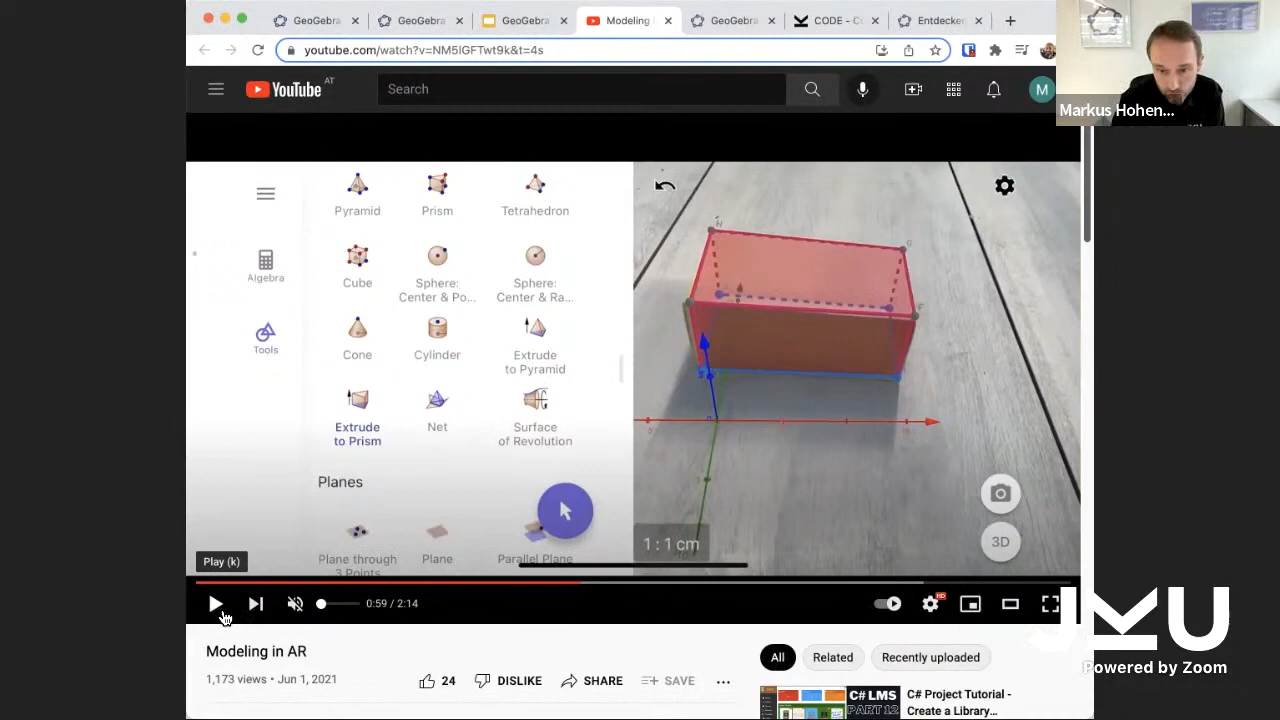 GeoGebra
GeoGebra
GeoGebra
Modeling
GeoGebra
CODE - C
Entdecken
youtube.com/watch?v=NM5lGFTwt9k&t=4s
YouTube AT
Search
M
Markus Hohen...
Pyramid
Prism
Tetrahedron
Algebra
Cube
Sphere:
Center & Po...
Sphere:
Center & Ra...
Tools
Cone
Cylinder
Extrude
to Pyramid
Extrude
to Prism
Net
Surface
of Revolution
Planes
Plane through
3 Points
Plane
Parallel Plane
H
G
F
1 : 1 cm
3D
Play (k)
0:59 / 2:14
HD
JKU
Powered by Zoom
Modeling in AR
1,173 views • Jun 1, 2021
24
DISLIKE
SHARE
SAVE
All
Related
Recently uploaded
C# LMS
PART 12
C# Project Tutorial -
Create a Library...